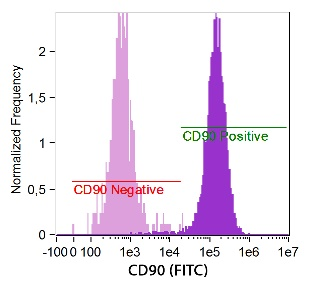 Normalized Frequency
2
1,5
1
0,5
0
CD90 Positive
CD90 Negative
-100 0 100 1e3 1e4 1e5 1e6 1e7
CD90 (FITC)